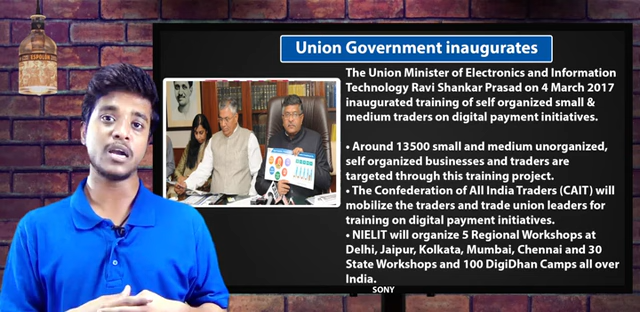 Union Government inaugurates
The Union Minister of Electronics and Information
Technology Ravi Shankar Prasad on 4 March 2017
inaugurated training of self organized small &
medium traders on digital payment initiatives.
• Around 13500 small and medium unorganized,
self organized businesses and traders are
targeted through this training project.
• The Confederation of All India Traders (CAIT) will
mobilize the traders and trade union leaders for
training on digital payment initiatives.
• NIELIT will organize 5 Regional Workshops at
Delhi, Jaipur, Kolkata, Mumbai, Chennai and 30
State Workshops and 100 DigiDhan Camps all over
India.
SONY